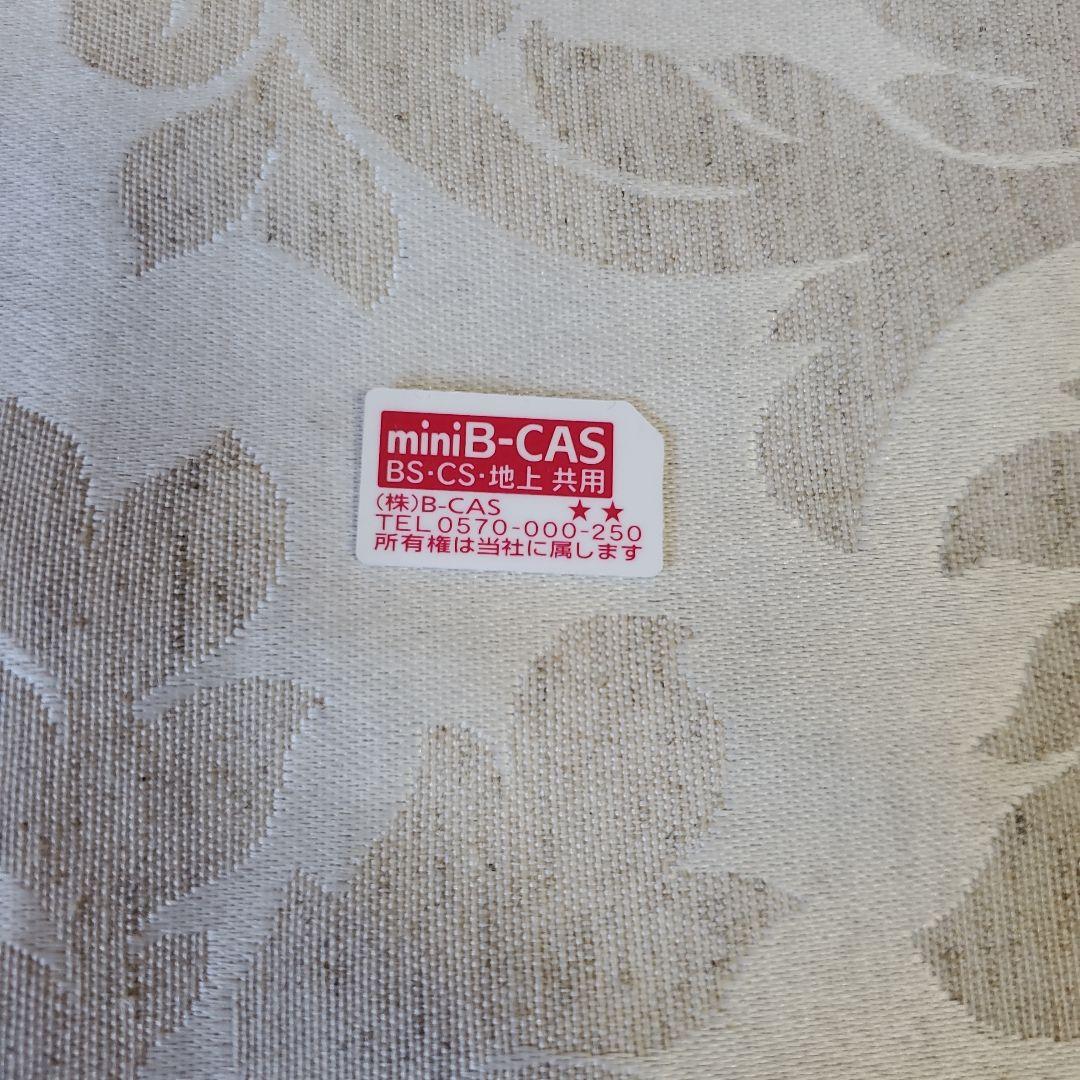 miniB-CAS
BS・CS・地上 共用
(株)B-CAS ★★
TEL 0570-000-250
所有権は当社に属します